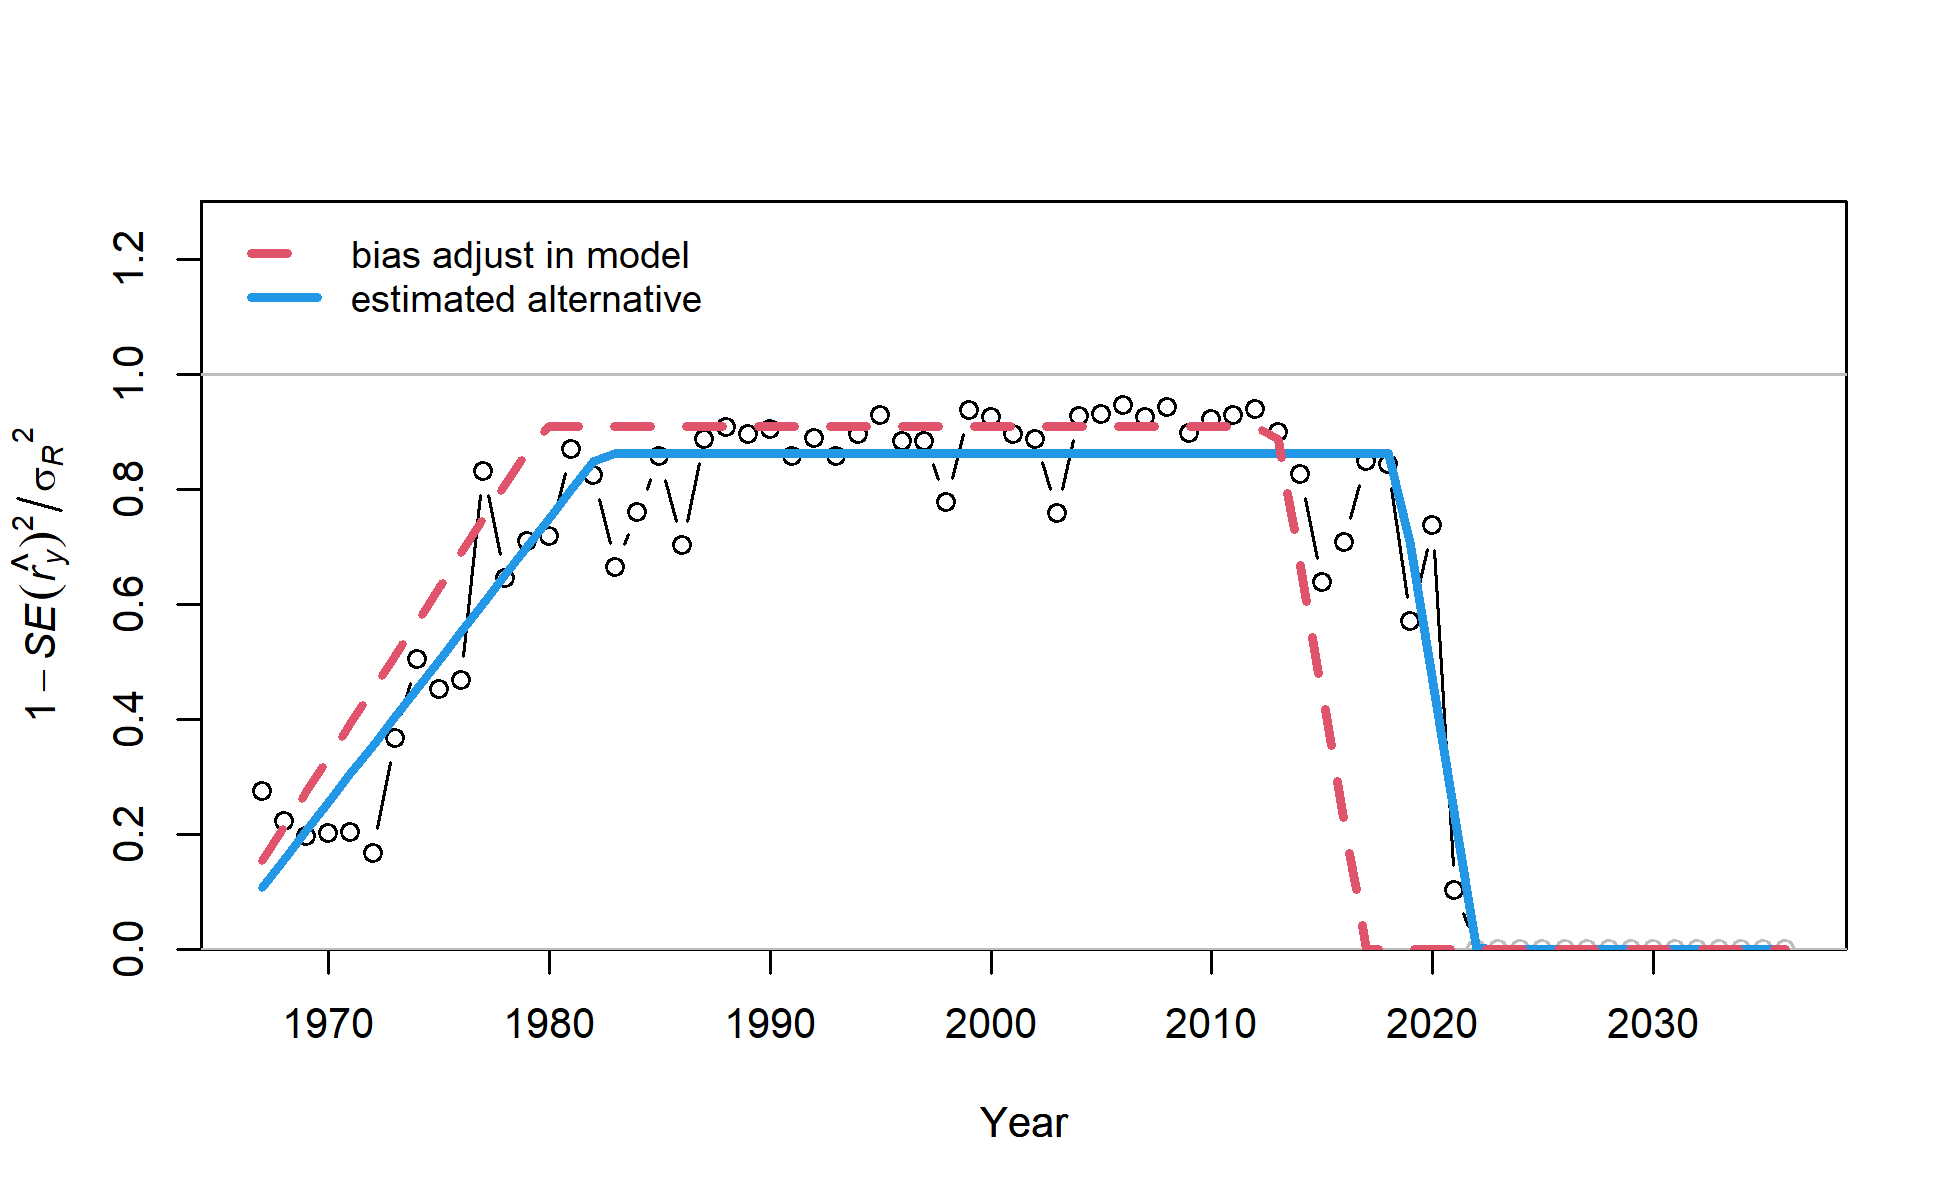 bias adjust in model
estimated alternative
1 − SE(r̂y)² / σR²
0.0
0.2
0.4
0.6
0.8
1.0
1.2
1970 1980 1990 2000 2010 2020 2030
Year